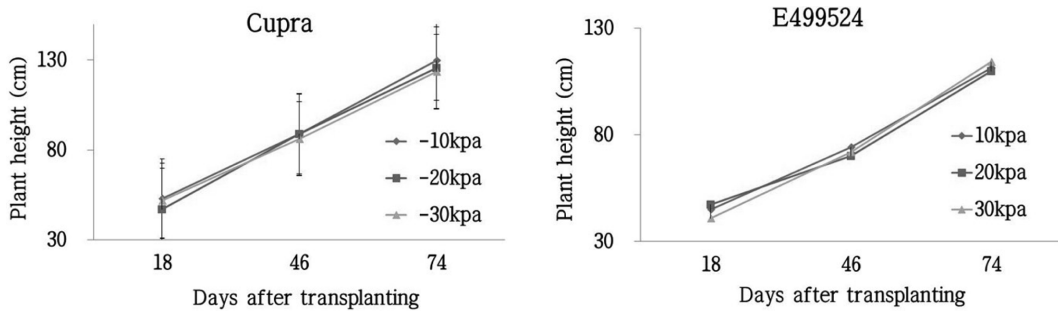 Cupra
Plant height (cm)
130
80
30
18
46
74
Days after transplanting
-10kpa
-20kpa
-30kpa
E499524
Plant height (cm)
130
80
30
18
46
74
Days after transplanting
10kpa
20kpa
30kpa